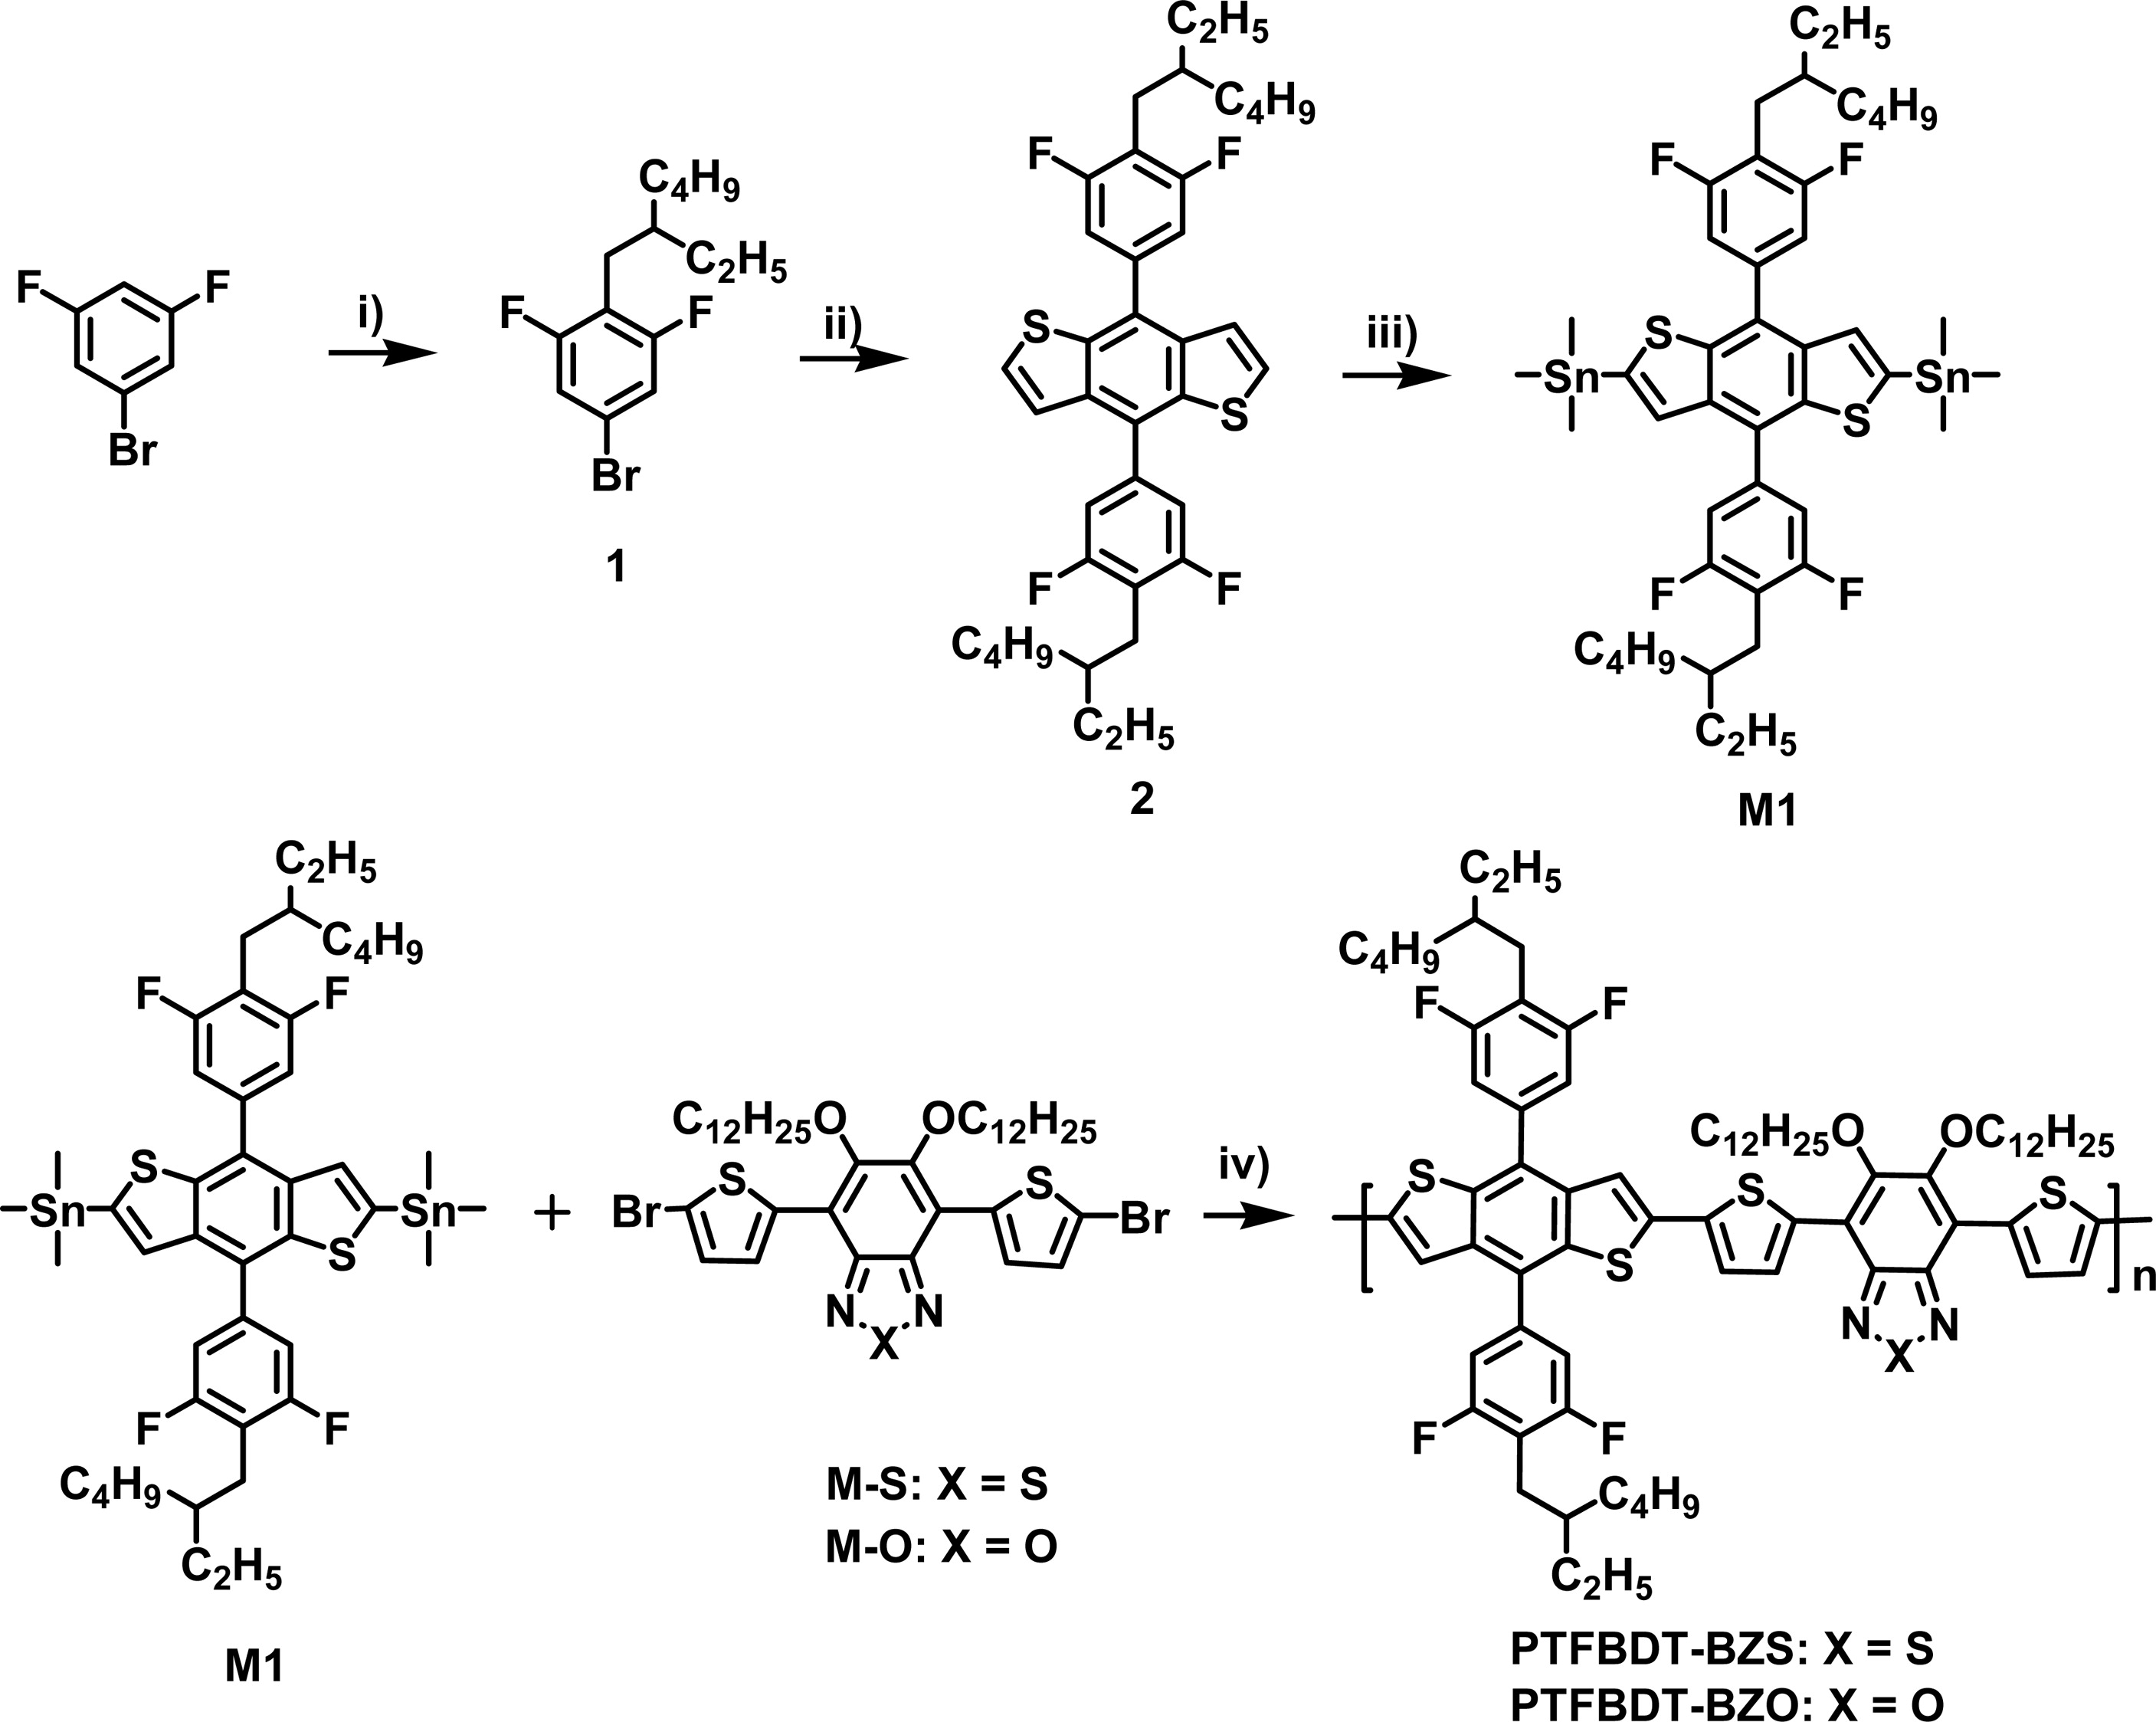 F F
Br
i)
C4H9
C2H5
F F
Br
1
ii)
C2H5
C4H9
F F
S
S
F F
C4H9
C2H5
2
iii)
C2H5
C4H9
F F
S
Sn Sn
S
F F
C4H9
C2H5
M1
C2H5
C4H9
F F
S
Sn Sn
S
F F
C4H9
C2H5
M1
+
C12H25O OC12H25
S S
Br Br
N N
X
M-S: X = S
M-O: X = O
iv)
C2H5
C4H9
F F
C12H25O OC12H25
S S S
S
n
N N
X
F F
C4H9
C2H5
PTFBDT-BZS: X = S
PTFBDT-BZO: X = O